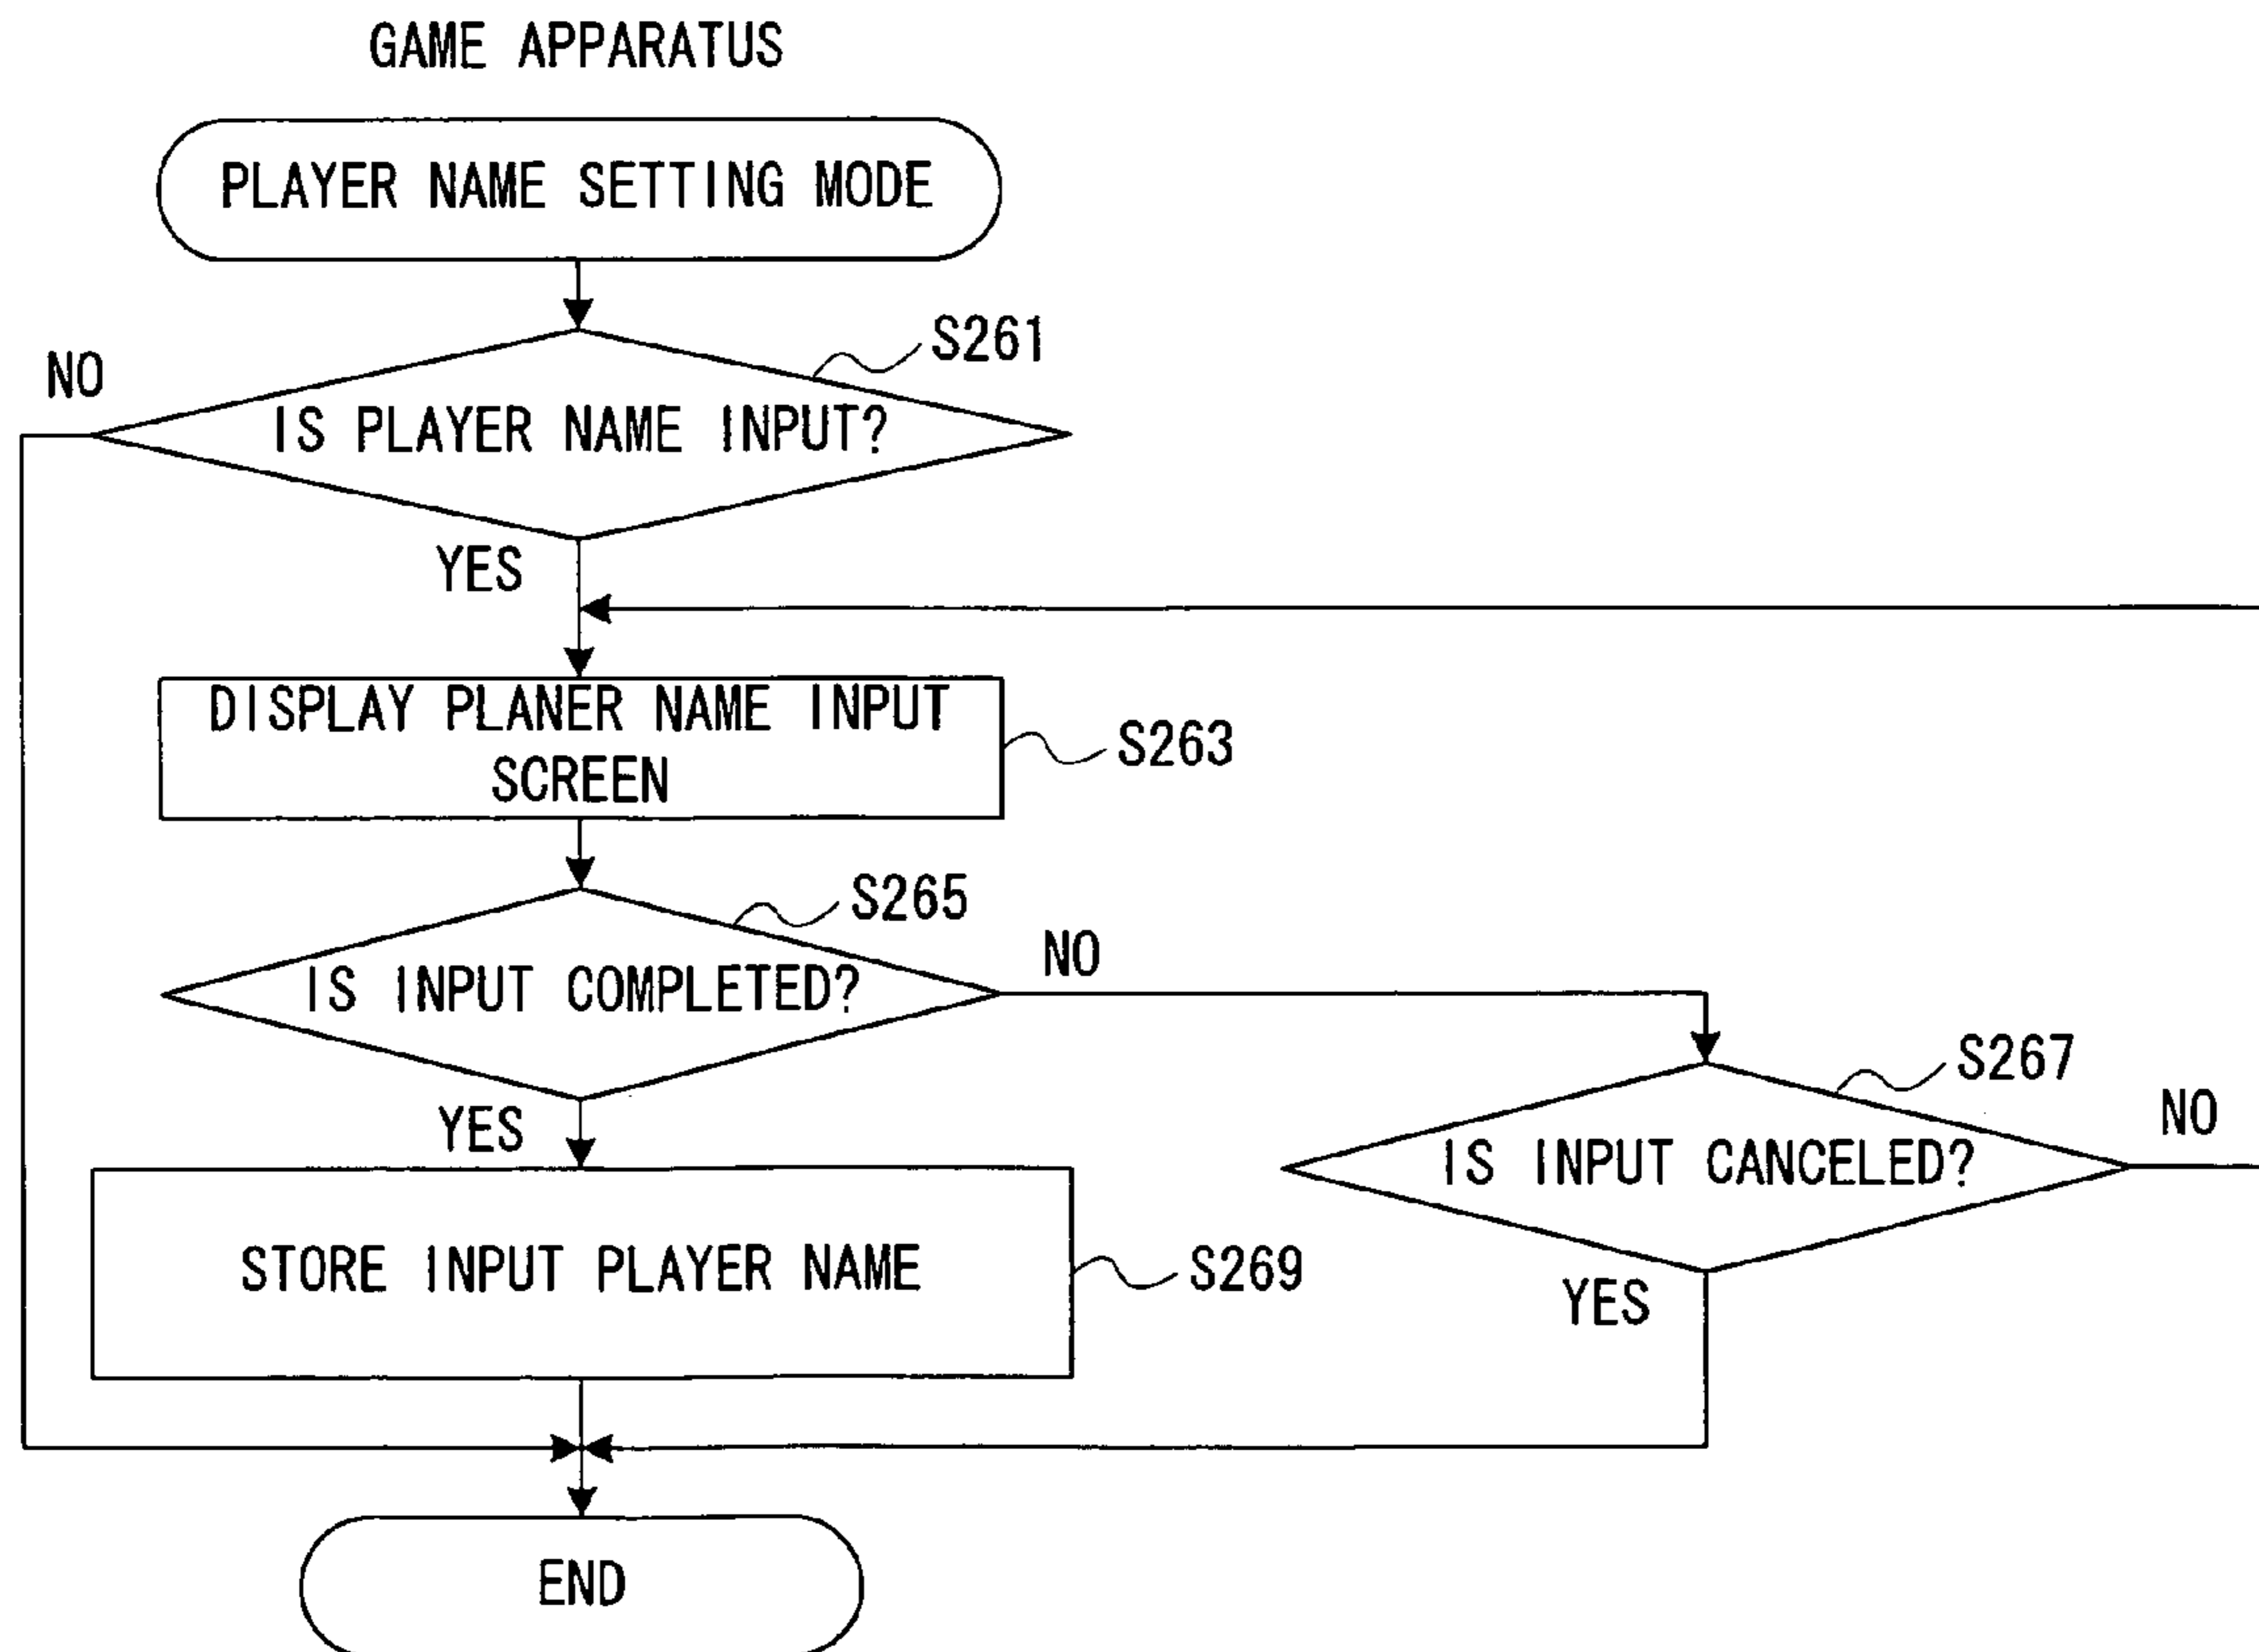 GAME APPARATUS
PLAYER NAME SETTING MODE
S261
NO
IS PLAYER NAME INPUT?
YES
DISPLAY PLANER NAME INPUT
SCREEN
S263
S265
NO
IS INPUT COMPLETED?
YES
S267
NO
IS INPUT CANCELED?
YES
STORE INPUT PLAYER NAME
S269
END